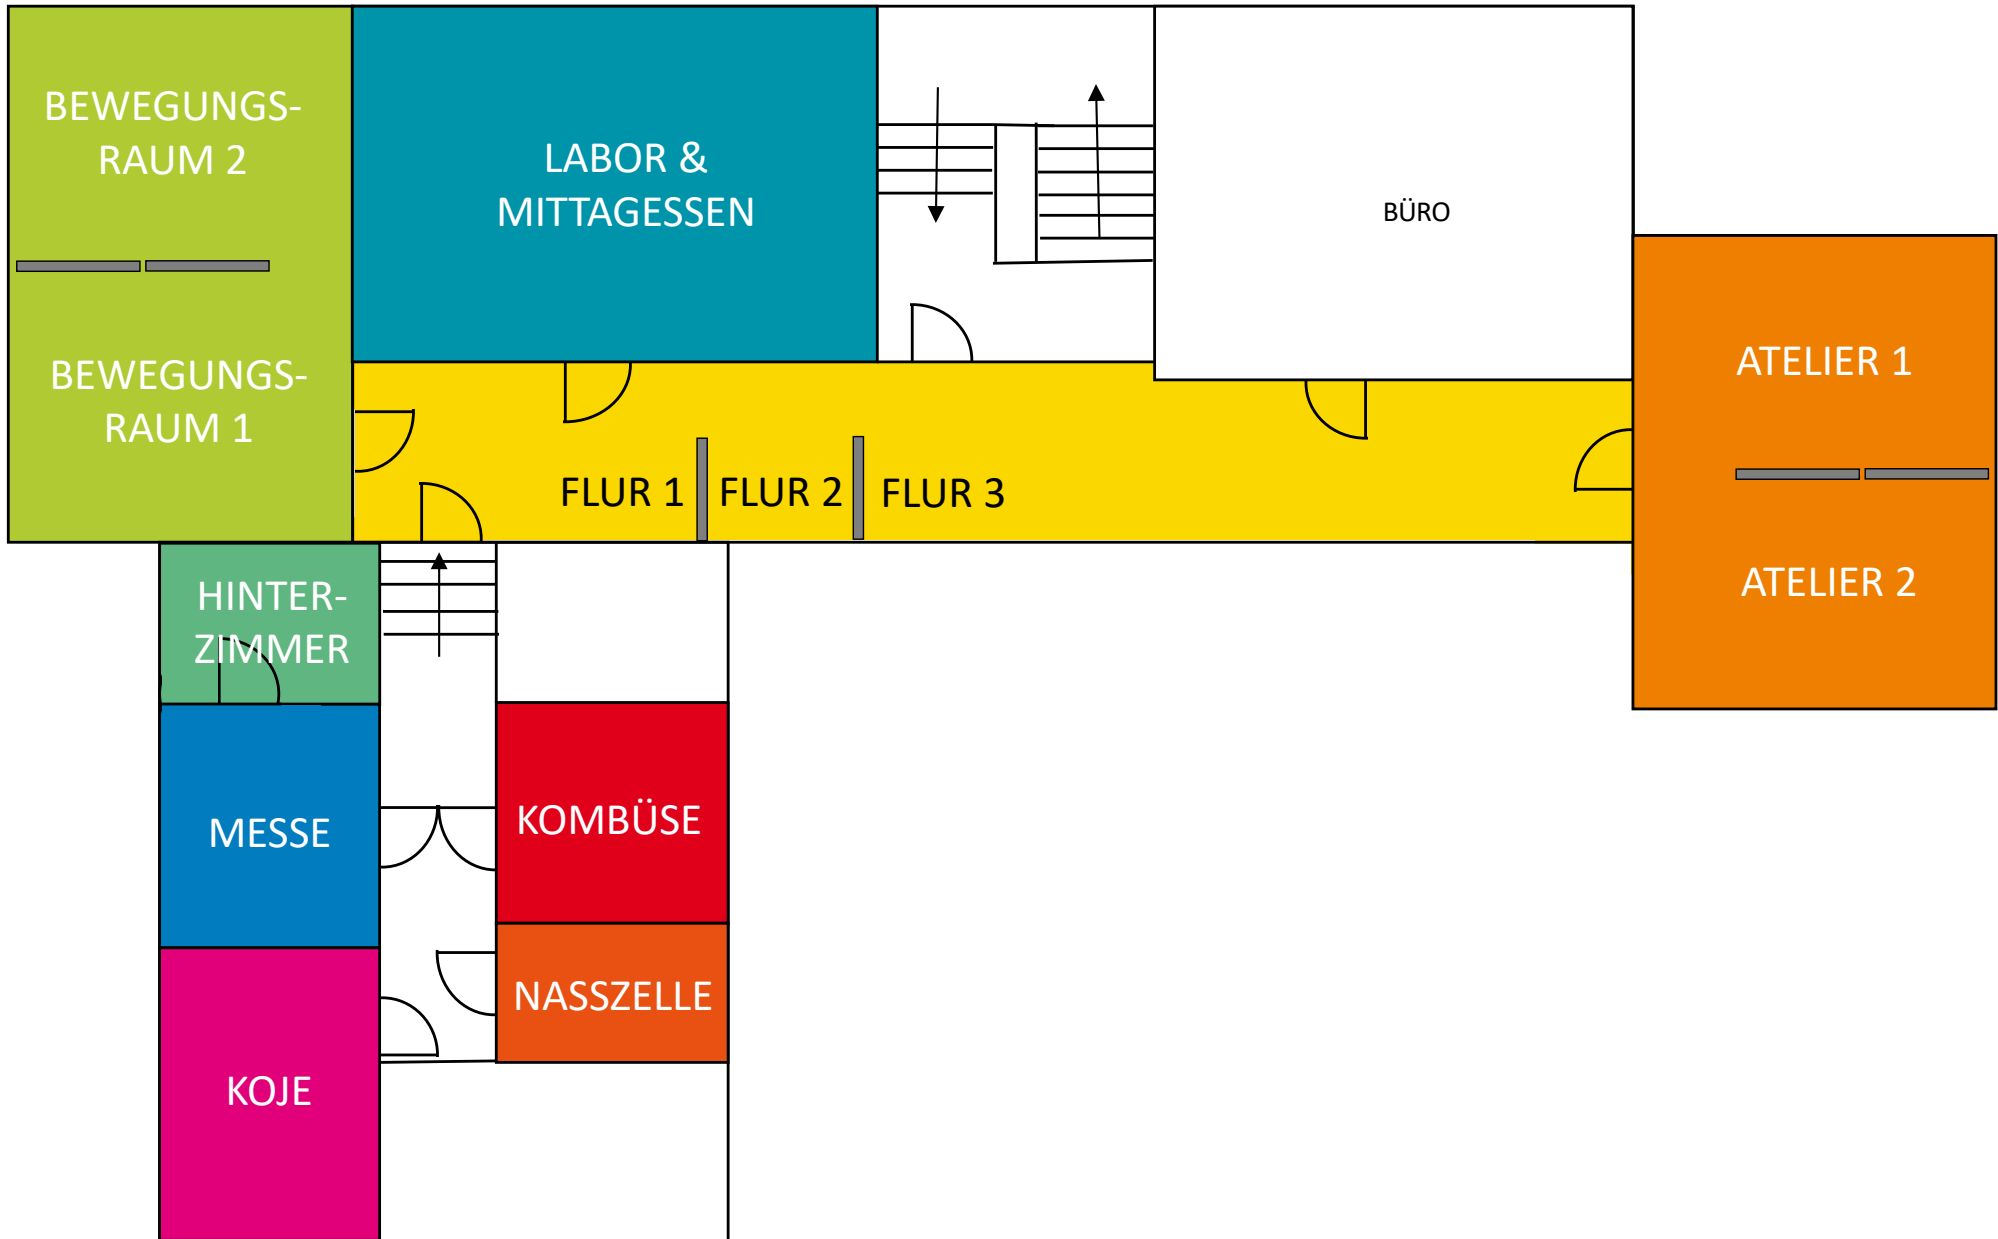 BEWEGUNGS-
RAUM 2
LABOR &
MITTAGESSEN
BÜRO
BEWEGUNGS-
RAUM 1
ATELIER 1
FLUR 1
FLUR 2
FLUR 3
ATELIER 2
HINTER-
ZIMMER
MESSE
KOMBÜSE
NASSZELLE
KOJE